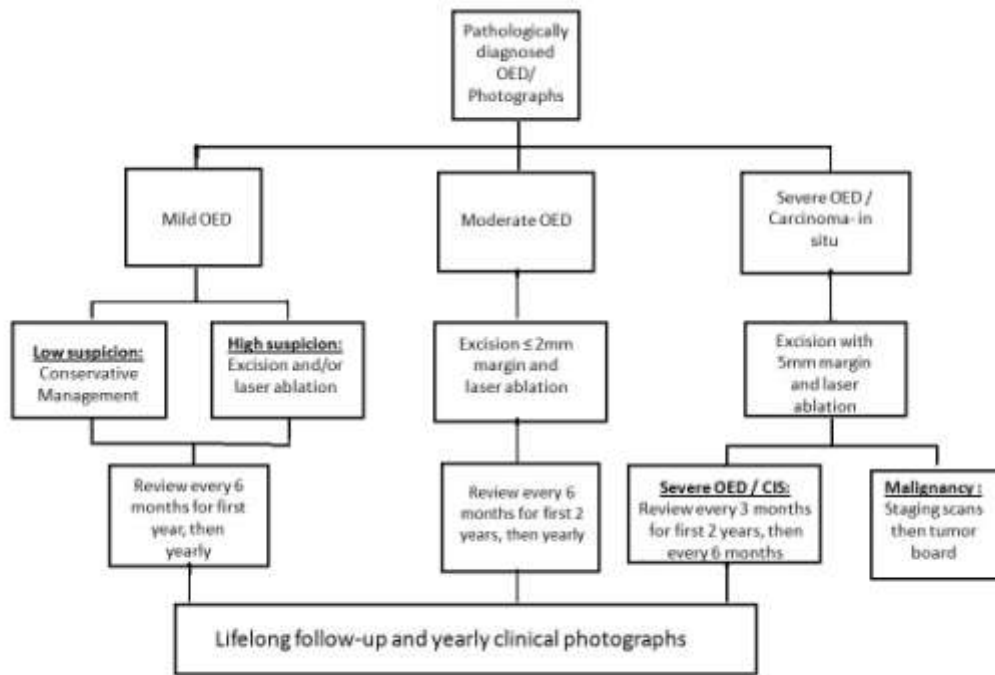 Pathologically
diagnosed
OED/
Photographs
Mild OED
Moderate OED
Severe OED /
Carcinoma- in
situ
Low suspicion:
Conservative
Management
High suspicion:
Excision and/or
laser ablation
Excision ≤ 2mm
margin and
laser ablation
Excision with
5mm margin
and laser
ablation
Review every 6
months for first
year, then
yearly
Review every 6
months for first 2
years, then yearly
Severe OED / CIS:
Review every 3 months
for first 2 years, then
every 6 months
Malignancy :
Staging scans
then tumor
board
Lifelong follow-up and yearly clinical photographs